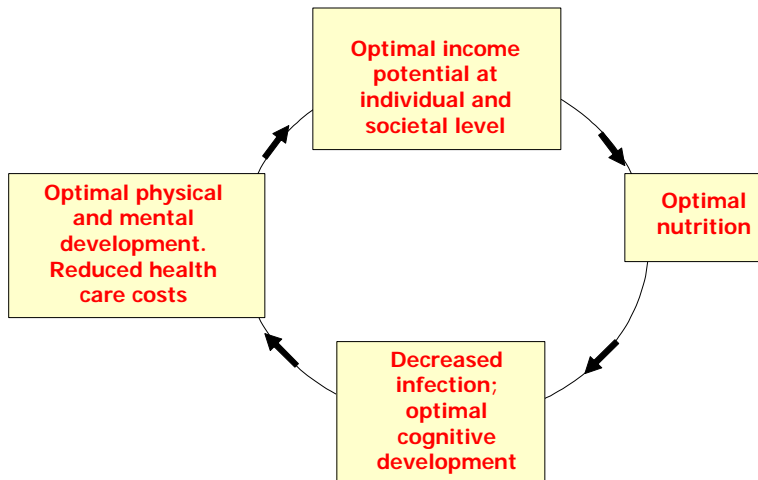 Optimal income
potential at
individual and
societal level
Optimal physical
and mental
development.
Reduced health
care costs
Optimal
nutrition
Decreased
infection;
optimal
cognitive
development